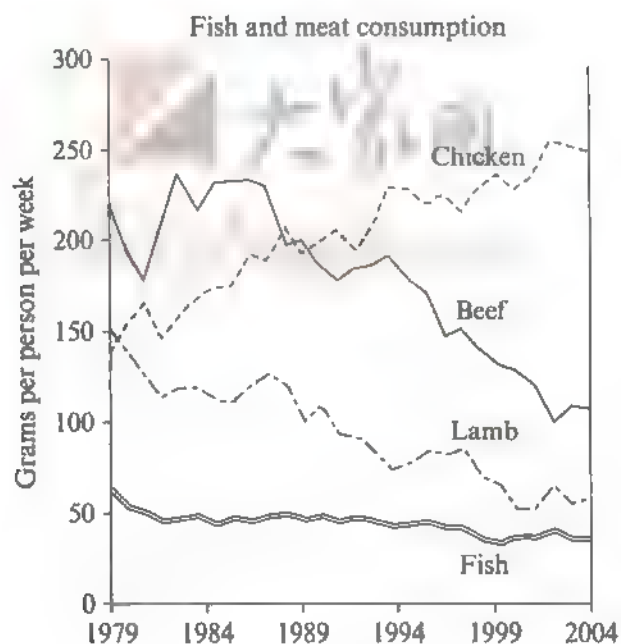 Fish and meat consumption
Grams per person per week
300
250
200
150
100
50
0
Chicken
Beef
Lamb
Fish
1979 1984 1989 1994 1999 2004